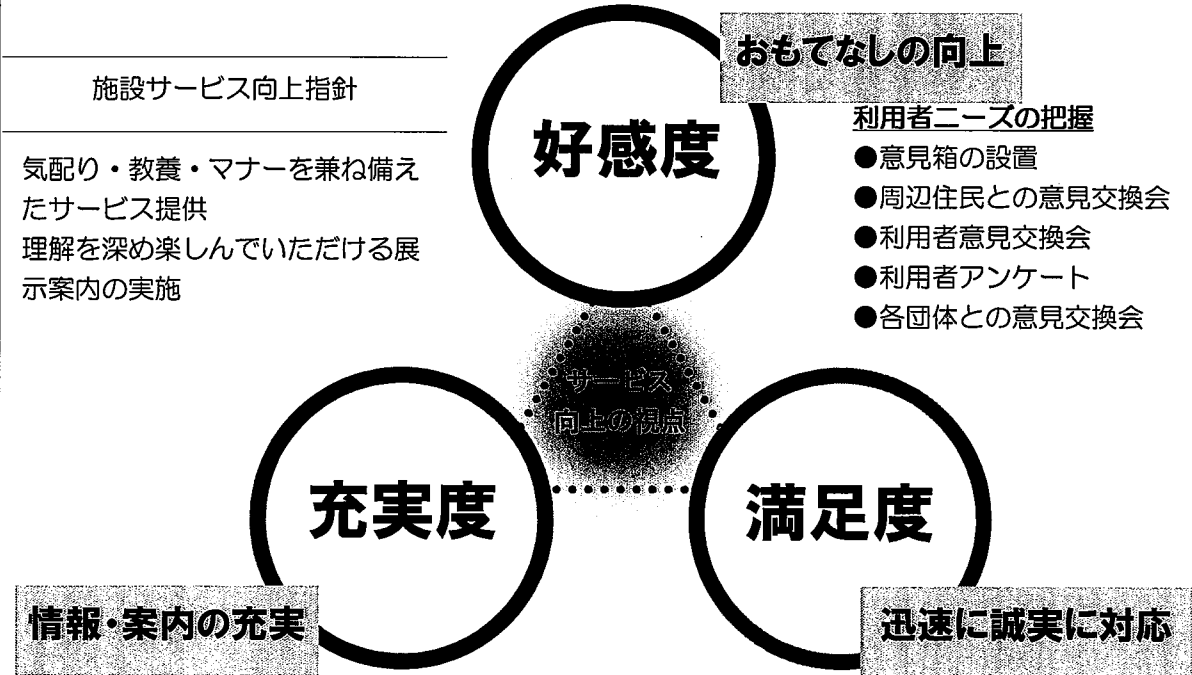 施設サービス向上指針
気配り・教養・マナーを兼ね備え
たサービス提供
理解を深め楽しんでいただける展
示案内の実施
好感度
おもてなしの向上
利用者ニーズの把握
●意見箱の設置
●周辺住民との意見交換会
●利用者意見交換会
●利用者アンケート
●各団体との意見交換会
サービス
向上の視点
充実度
満足度
情報・案内の充実
迅速に誠実に対応